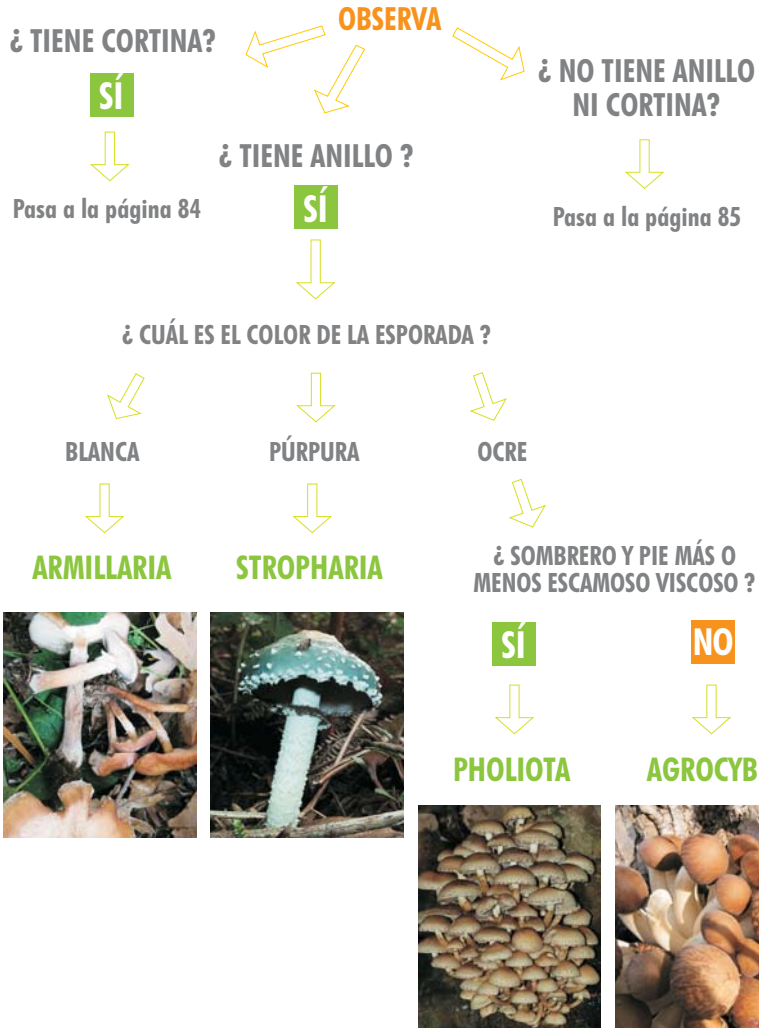 OBSERVA
¿ TIENE CORTINA?
SÍ
Pasa a la página 84
¿ TIENE ANILLO ?
SÍ
¿ NO TIENE ANILLO
NI CORTINA?
Pasa a la página 85
¿ CUÁL ES EL COLOR DE LA ESPORADA ?
BLANCA
PÚRPURA
OCRE
ARMILLARIA
STROPHARIA
¿ SOMBRERO Y PIE MÁS O
MENOS ESCAMOSO VISCOSO ?
SÍ
NO
PHOLIOTA
AGROCYB